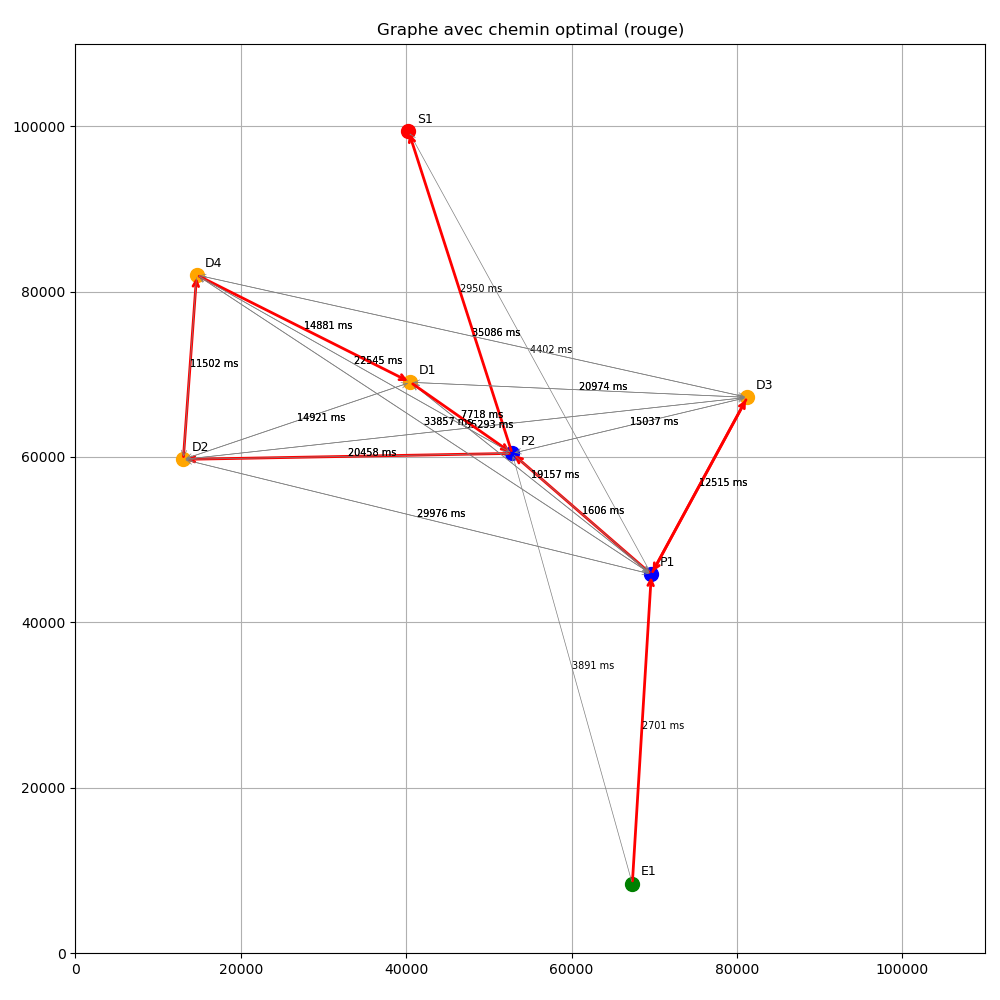 Graphe avec chemin optimal (rouge)
S1
100000
D4
2950 ms
80000
14881 ms
35086 ms
4402 ms
11502 ms
22545 ms
D1
20974 ms
D3
14921 ms
7718 ms
33857 ms
35293 ms
15037 ms
D2
P2
60000
20458 ms
19157 ms
12515 ms
29976 ms
1606 ms
P1
40000
3891 ms
2701 ms
20000
E1
0
0
20000
40000
60000
80000
100000